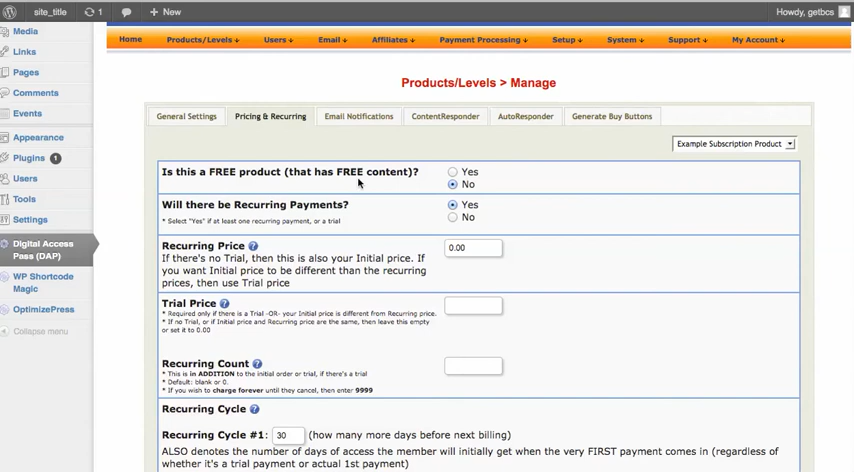 site_title 1 + New Howdy, getbcs
Media
Links
Pages
Comments
Events
Appearance
Plugins 1
Users
Tools
Settings
Digital Access
Pass (DAP)
WP Shortcode
Magic
OptimizePress
Collapse menu
Home Products/Levels Users Email Affiliates Payment Processing Setup System Support My Account
Products/Levels > Manage
General Settings Pricing & Recurring Email Notifications ContentResponder AutoResponder Generate Buy Buttons
Example Subscription Product
Is this a FREE product (that has FREE content)? Yes
No
Will there be Recurring Payments? Yes
* Select "Yes" if at least one recurring payment, or a trial No
Recurring Price ? 0.00
If there's no Trial, then this is also your Initial price. If
you want Initial price to be different than the recurring
prices, then use Trial price
Trial Price ?
* Required only if there is a Trial -OR- your Initial price is different from Recurring price.
* If no Trial, or if Initial price and Recurring price are the same, then leave this empty
or set it to 0.00
Recurring Count ?
* This is in ADDITION to the initial order or trial, if there's a trial
* Default: blank or 0.
* If you wish to charge forever until they cancel, then enter 9999
Recurring Cycle ?
Recurring Cycle #1: 30 (how many more days before next billing)
ALSO denotes the number of days of access the member will initially get when the very FIRST payment comes in (regardless of
whether it's a trial payment or actual 1st payment)